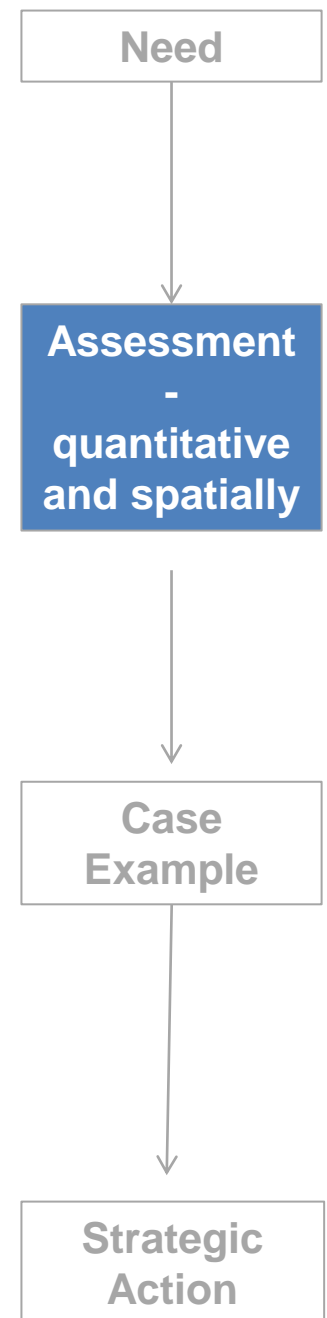 Need
Assessment
-
quantitative
and spatially
Case
Example
Strategic
Action